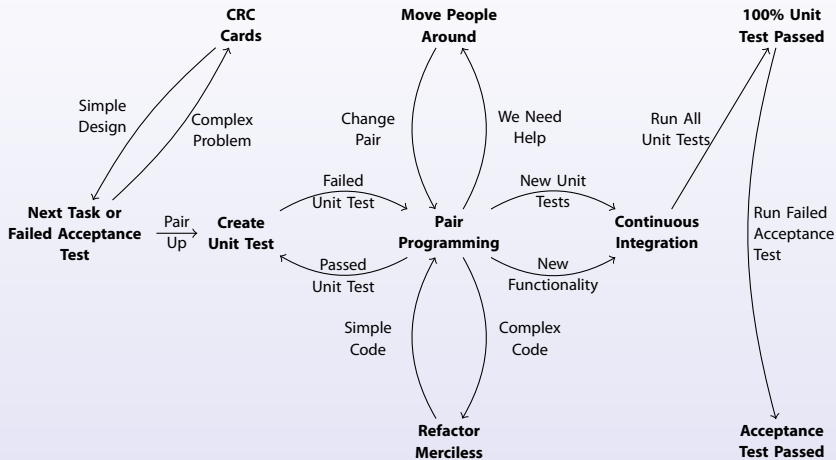 CRC
Cards
Move People
Around
100% Unit
Test Passed
Simple
Design
Complex
Problem
Change
Pair
We Need
Help
Run All
Unit Tests
Next Task or
Failed Acceptance
Test
Pair
Up
Create
Unit Test
Failed
Unit Test
Passed
Unit Test
Pair
Programming
New Unit
Tests
New
Functionality
Continuous
Integration
Run Failed
Acceptance
Test
Simple
Code
Complex
Code
Refactor
Merciless
Acceptance
Test Passed